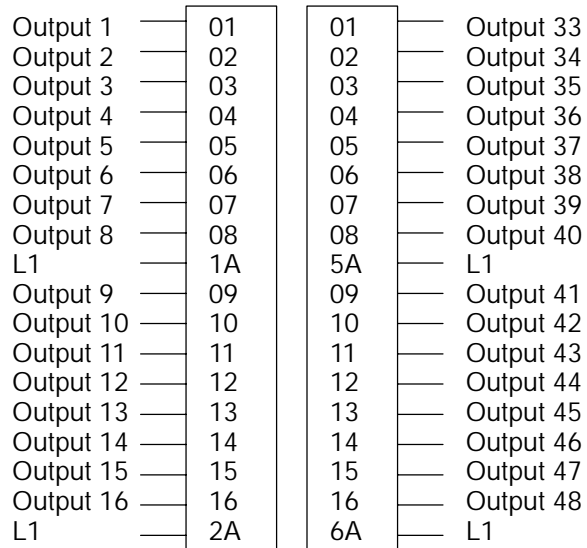 Output 1 01 01 Output 33
Output 2 02 02 Output 34
Output 3 03 03 Output 35
Output 4 04 04 Output 36
Output 5 05 05 Output 37
Output 6 06 06 Output 38
Output 7 07 07 Output 39
Output 8 08 08 Output 40
L1 1A 5A L1
Output 9 09 09 Output 41
Output 10 10 10 Output 42
Output 11 11 11 Output 43
Output 12 12 12 Output 44
Output 13 13 13 Output 45
Output 14 14 14 Output 46
Output 15 15 15 Output 47
Output 16 16 16 Output 48
L1 2A 6A L1